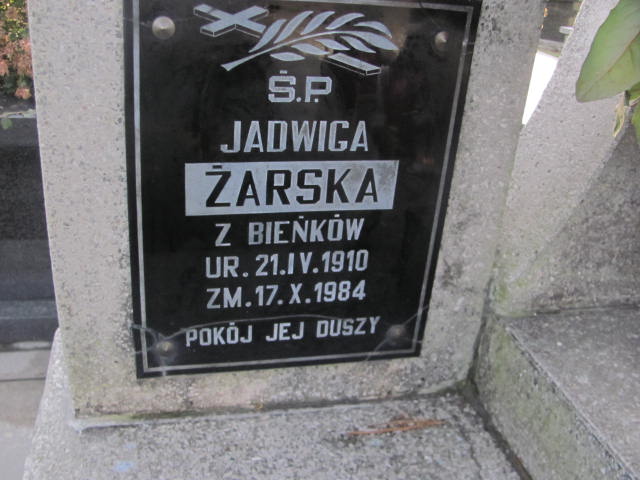 Ś.P.
JADWIGA
ŻARSKA
Z BIEŃKÓW
UR. 21.IV.1910
ZM. 17.X.1984
POKÓJ JEJ DUSZY